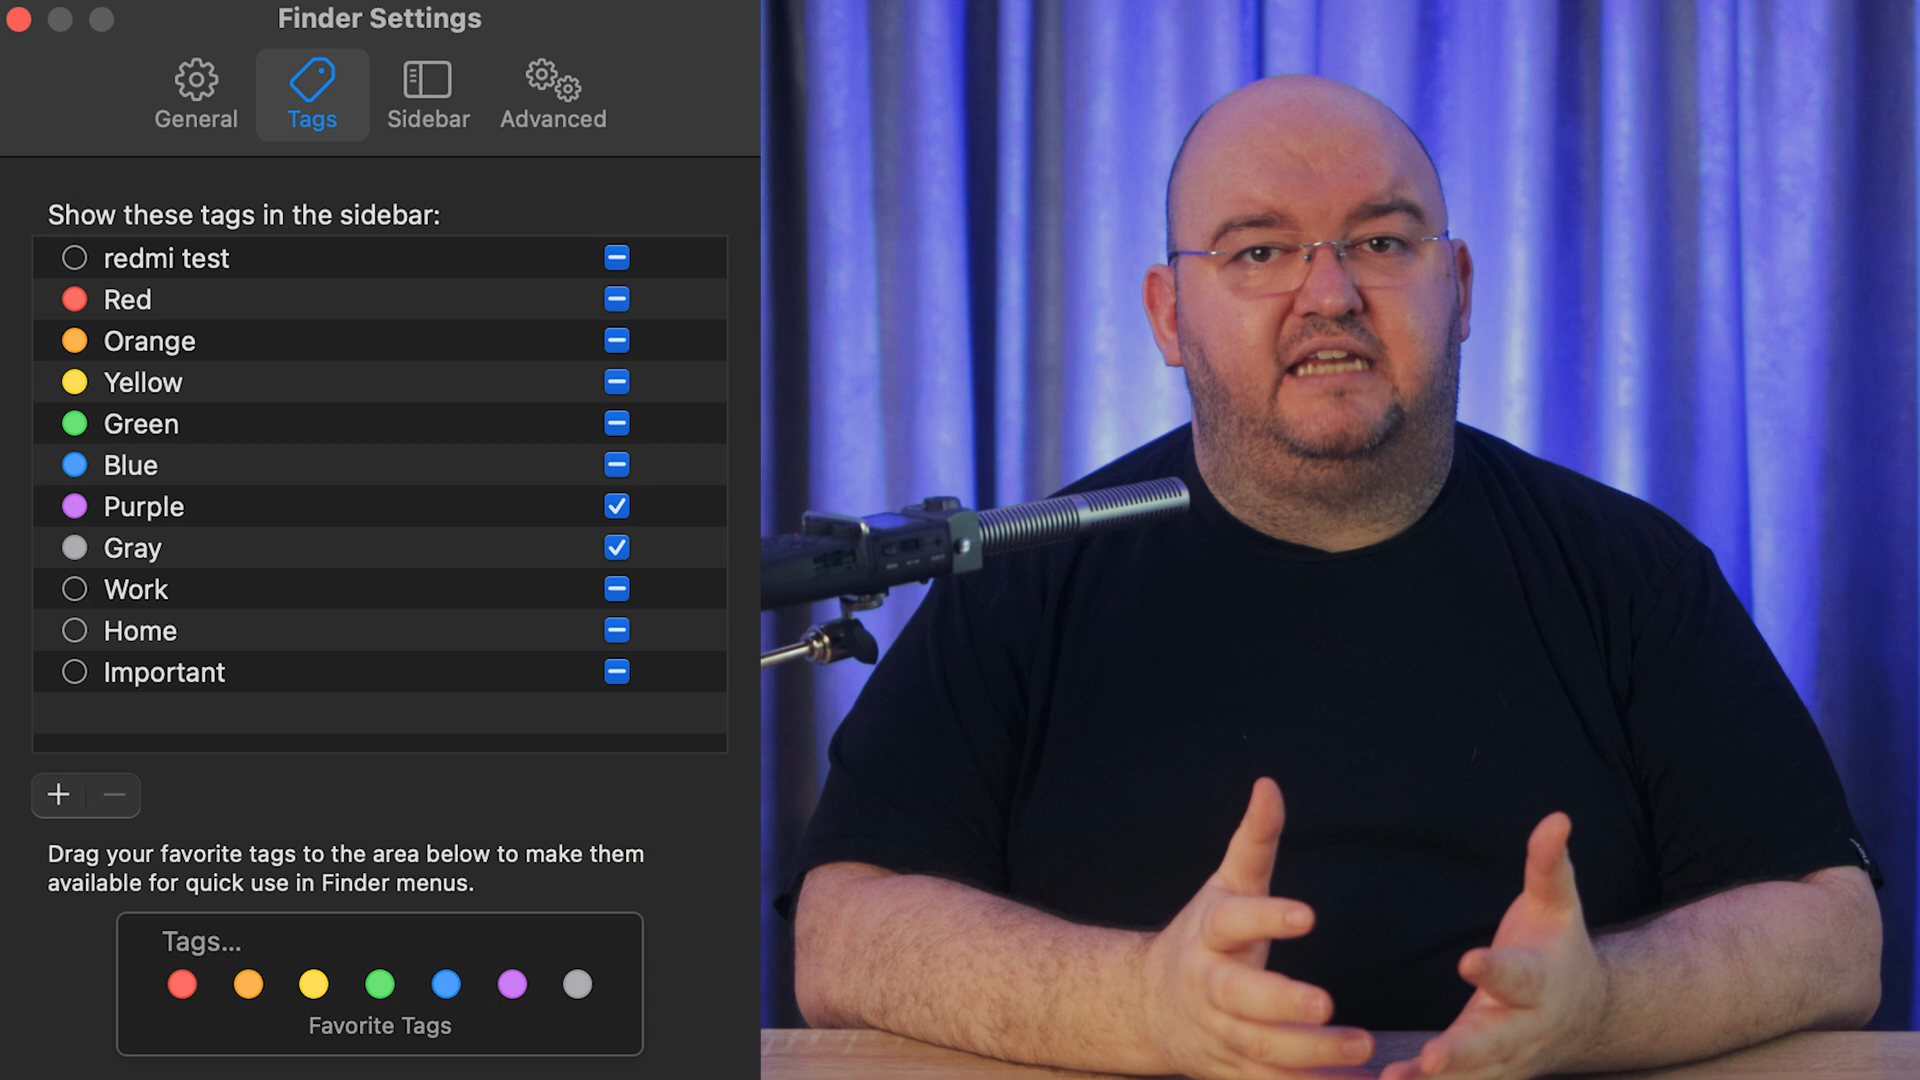 Finder Settings
General
Tags
Sidebar
Advanced
Show these tags in the sidebar:
redmi test
Red
Orange
Yellow
Green
Blue
Purple
Gray
Work
Home
Important
Drag your favorite tags to the area below to make them
available for quick use in Finder menus.
Tags...
Favorite Tags